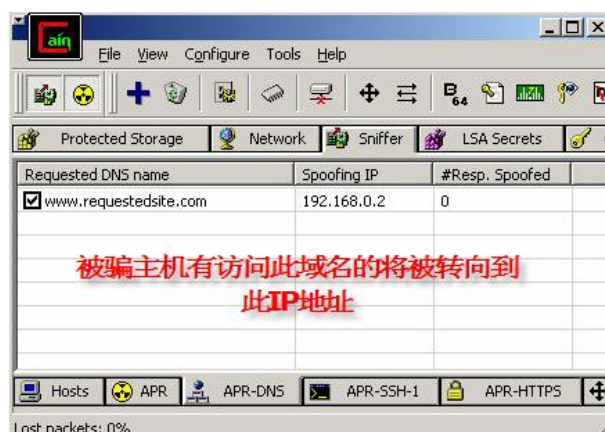 Cain
File View Configure Tools Help
B64
Protected Storage Network Sniffer LSA Secrets
Requested DNS name Spoofing IP #Resp. Spoofed
www.requestedsite.com 192.168.0.2 0
被骗主机有访问此域名的将被转向到
此IP地址
Hosts APR APR-DNS APR-SSH-1 APR-HTTPS
Lost packets: 0%